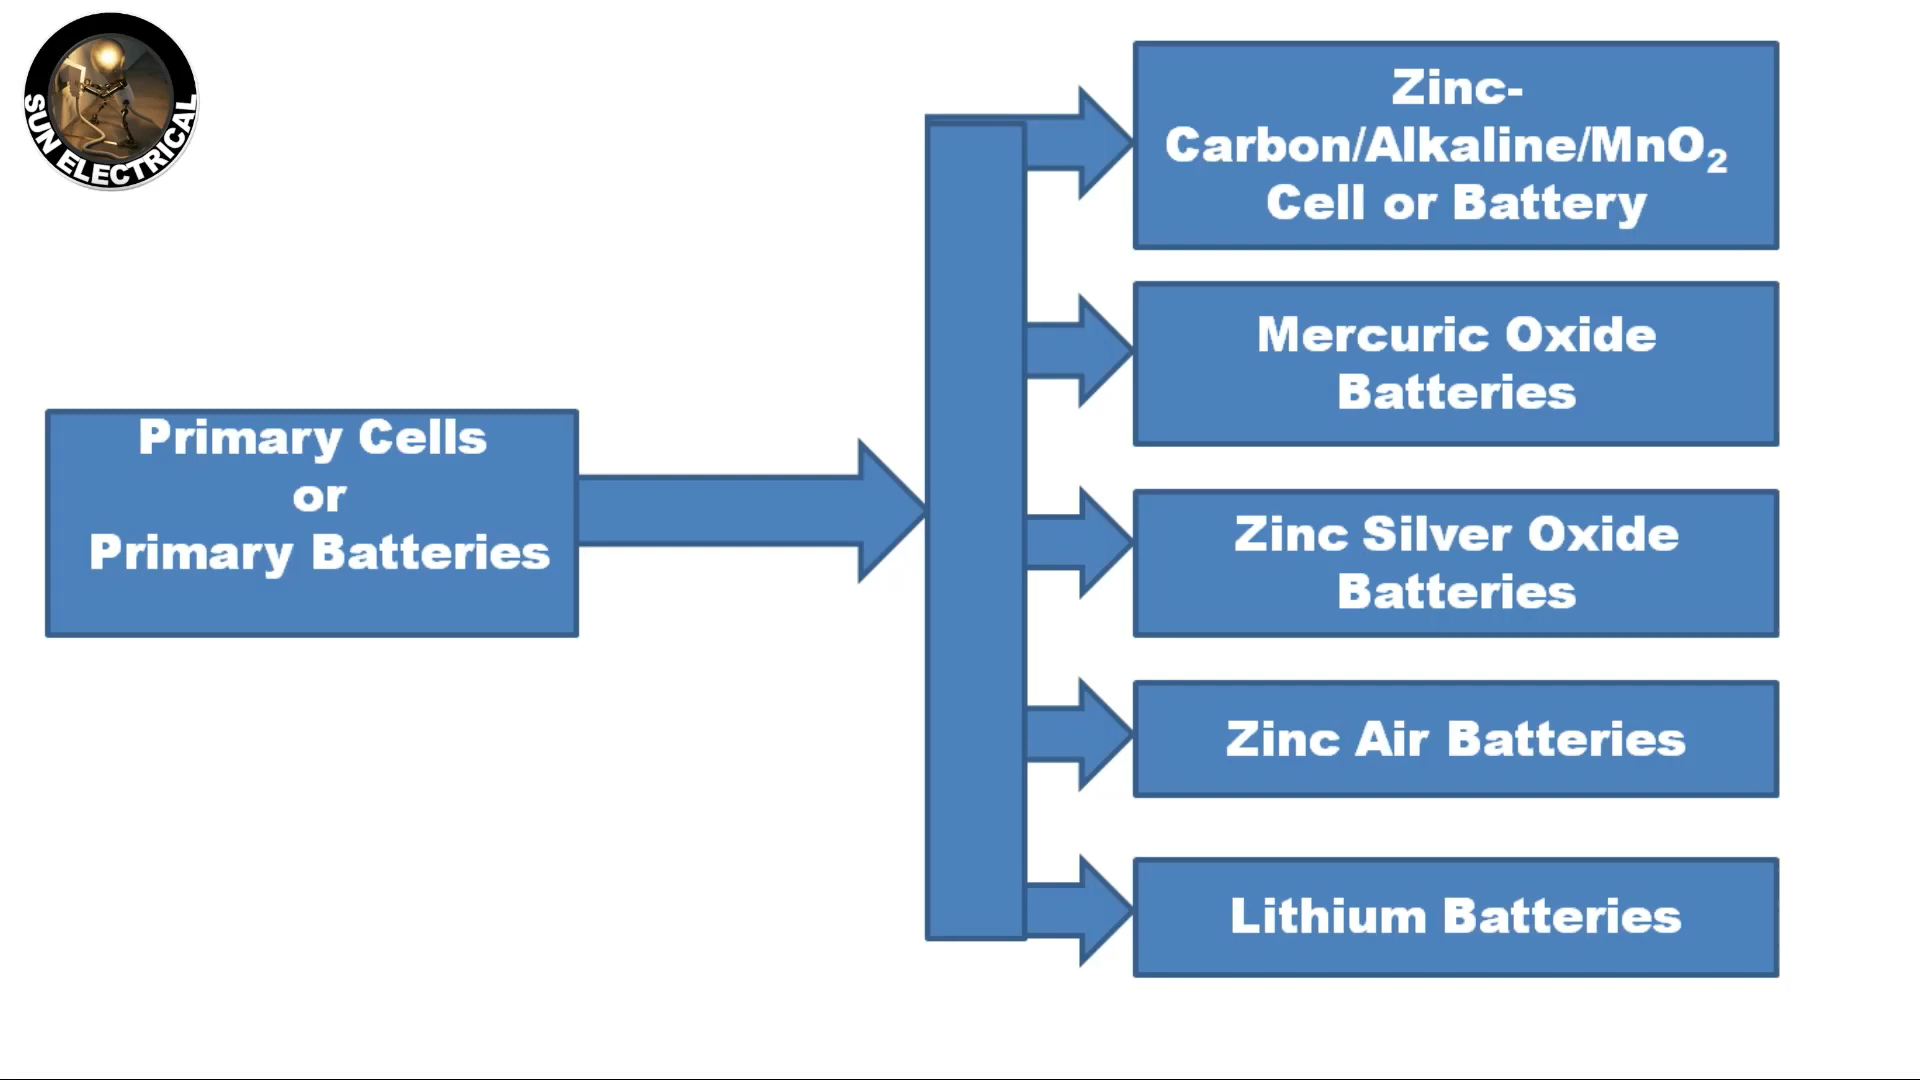 SUN ELECTRICAL
Primary Cells
or
Primary Batteries
Zinc-
Carbon/Alkaline/MnO₂
Cell or Battery
Mercuric Oxide
Batteries
Zinc Silver Oxide
Batteries
Zinc Air Batteries
Lithium Batteries